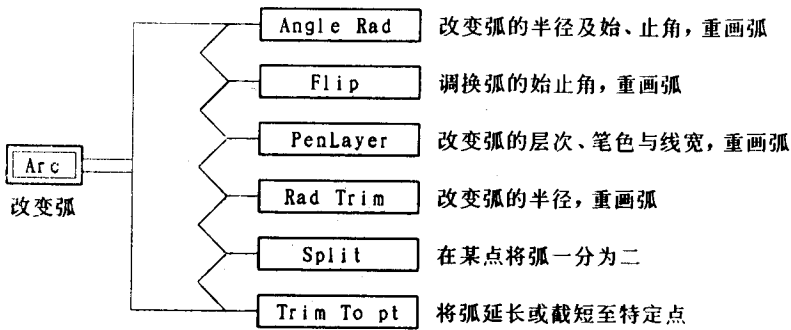 Angle Rad 改变弧的半径及始、止角，重画弧
Flip 调换弧的始止角，重画弧
PenLayer 改变弧的层次、笔色与线宽，重画弧
Arc
改变弧
Rad Trim 改变弧的半径，重画弧
Split 在某点将弧一分为二
Trim To pt 将弧延长或截短至特定点